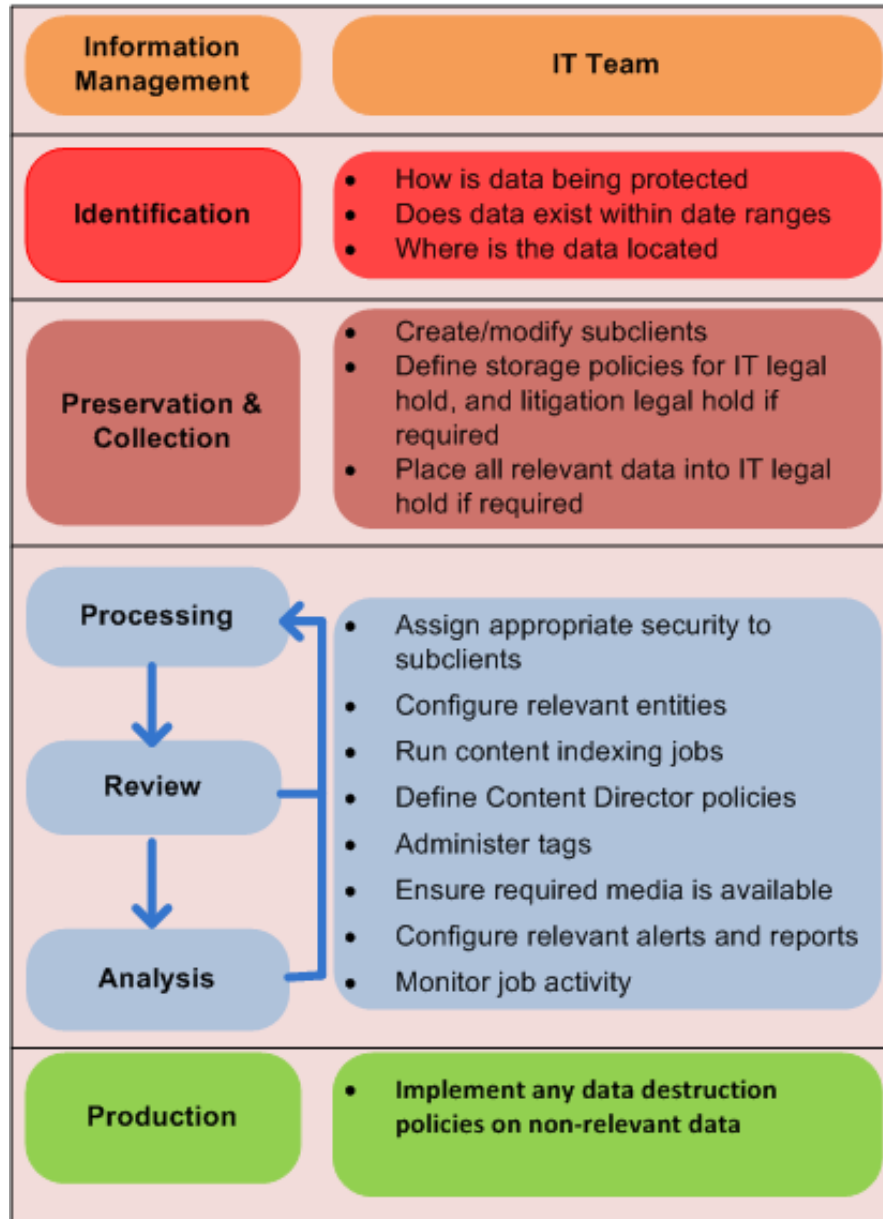 Information
Management
IT Team
Identification
• How is data being protected
• Does data exist within date ranges
• Where is the data located
Preservation &
Collection
• Create/modify subclients
• Define storage policies for IT legal
hold, and litigation legal hold if
required
• Place all relevant data into IT legal
hold if required
Processing
Review
Analysis
• Assign appropriate security to
subclients
• Configure relevant entities
• Run content indexing jobs
• Define Content Director policies
• Administer tags
• Ensure required media is available
• Configure relevant alerts and reports
• Monitor job activity
Production
• Implement any data destruction
policies on non-relevant data